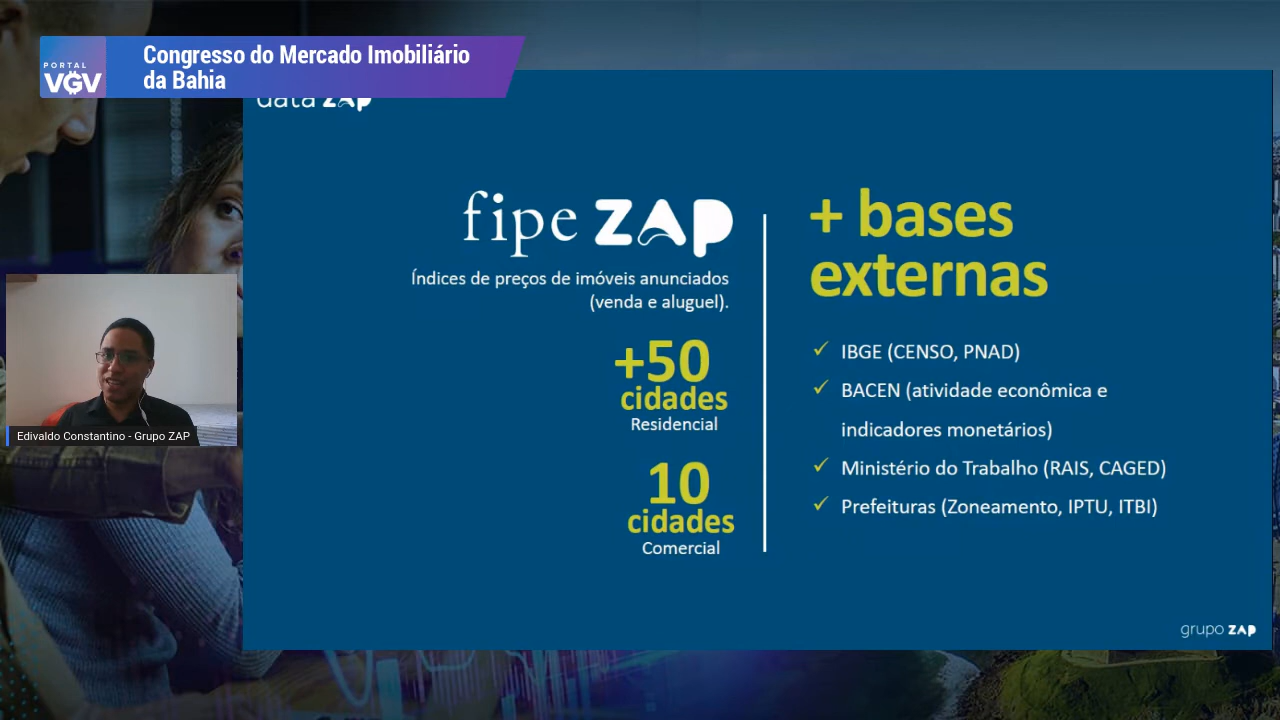 PORTAL
VGV
Congresso do Mercado Imobiliário
da Bahia
data ZAP
fipe ZAP
Índices de preços de imóveis anunciados
(venda e aluguel).
+50
cidades
Residencial
10
cidades
Comercial
+ bases
externas
✓ IBGE (CENSO, PNAD)
✓ BACEN (atividade econômica e
indicadores monetários)
✓ Ministério do Trabalho (RAIS, CAGED)
✓ Prefeituras (Zoneamento, IPTU, ITBI)
Edivaldo Constantino - Grupo ZAP
grupo ZAP